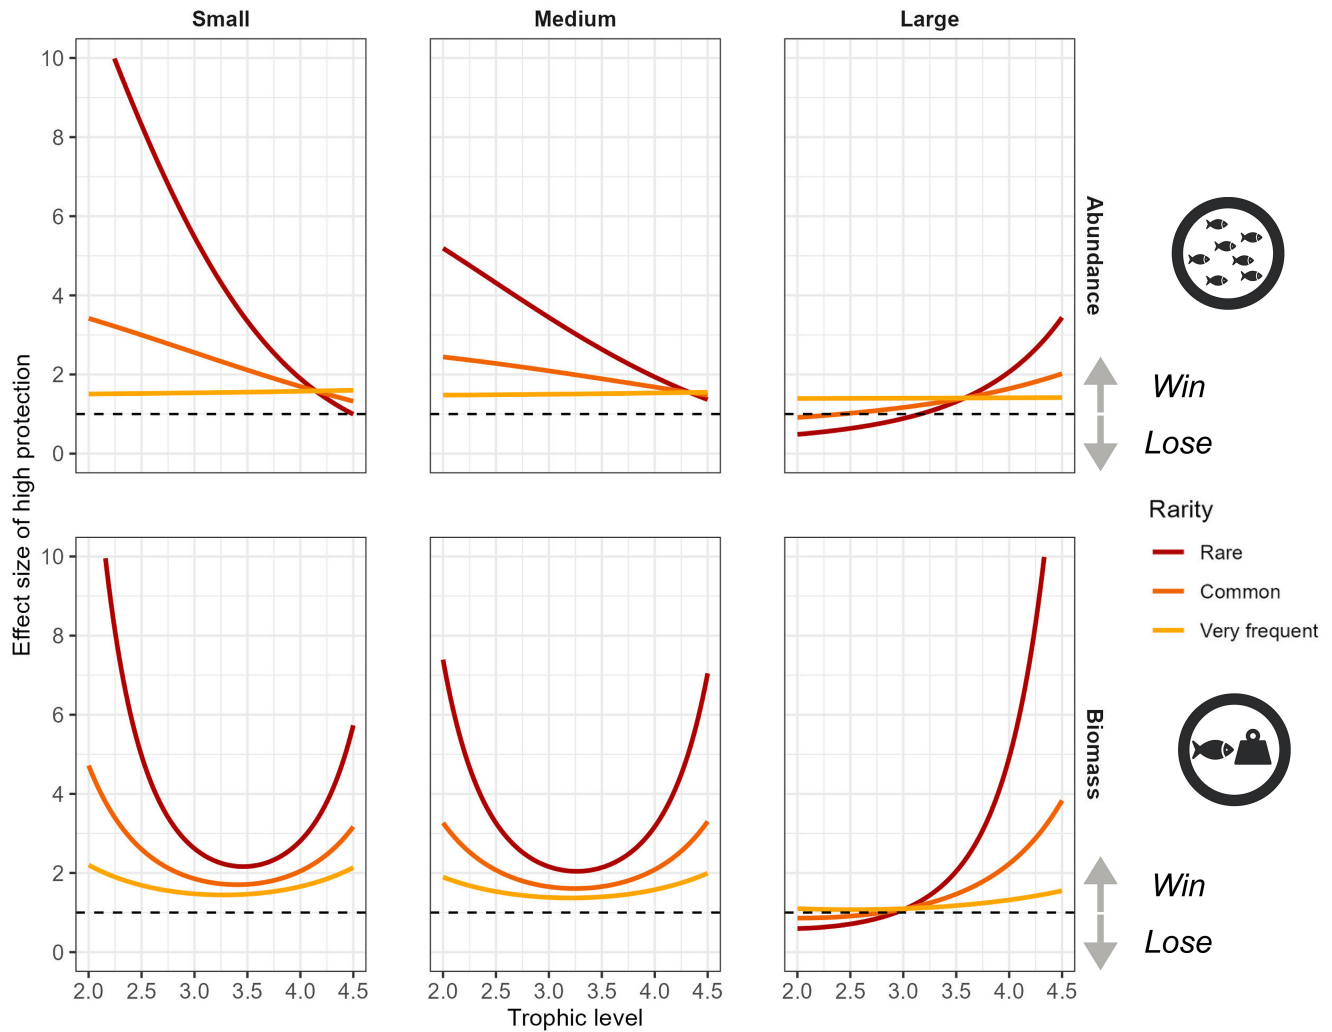 Small Medium Large
10
8
6
4
2
0
Abundance
Win
Lose
Effect size of high protection
Rarity
Rare
Common
Very frequent
10
8
6
4
2
0
Biomass
Win
Lose
2.0 2.5 3.0 3.5 4.0 4.5 2.0 2.5 3.0 3.5 4.0 4.5 2.0 2.5 3.0 3.5 4.0 4.5
Trophic level